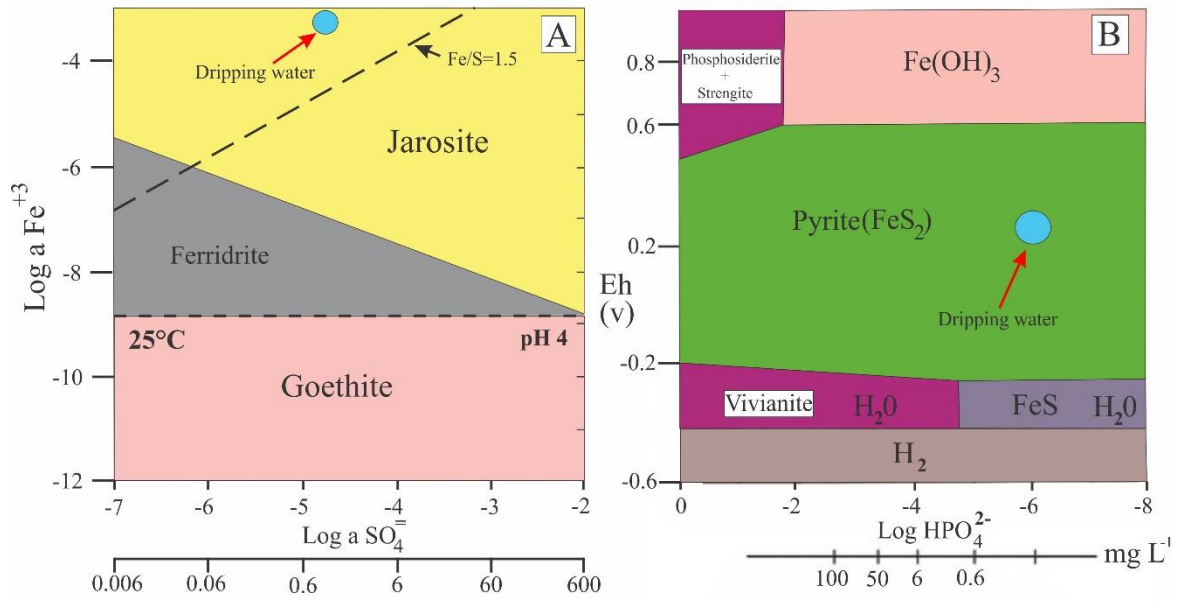 A
Log a Fe+3
-4
-6
-8
-10
-12
Dripping water
Fe/S=1.5
Jarosite
Ferridrite
25°C
pH 4
Goethite
-7 -6 -5 -4 -3 -2
Log a SO4=
0.006 0.06 0.6 6 60 600
B
Eh
(v)
0.8
0.6
0.2
-0.2
-0.6
Phosphosiderite
+
Strengite
Fe(OH)3
Pyrite(FeS2)
Dripping water
Vivianite H20 FeS H20
H2
0 -2 -4 -6 -8
Log HPO4 2-
mg L-1
100 50 6 0.6